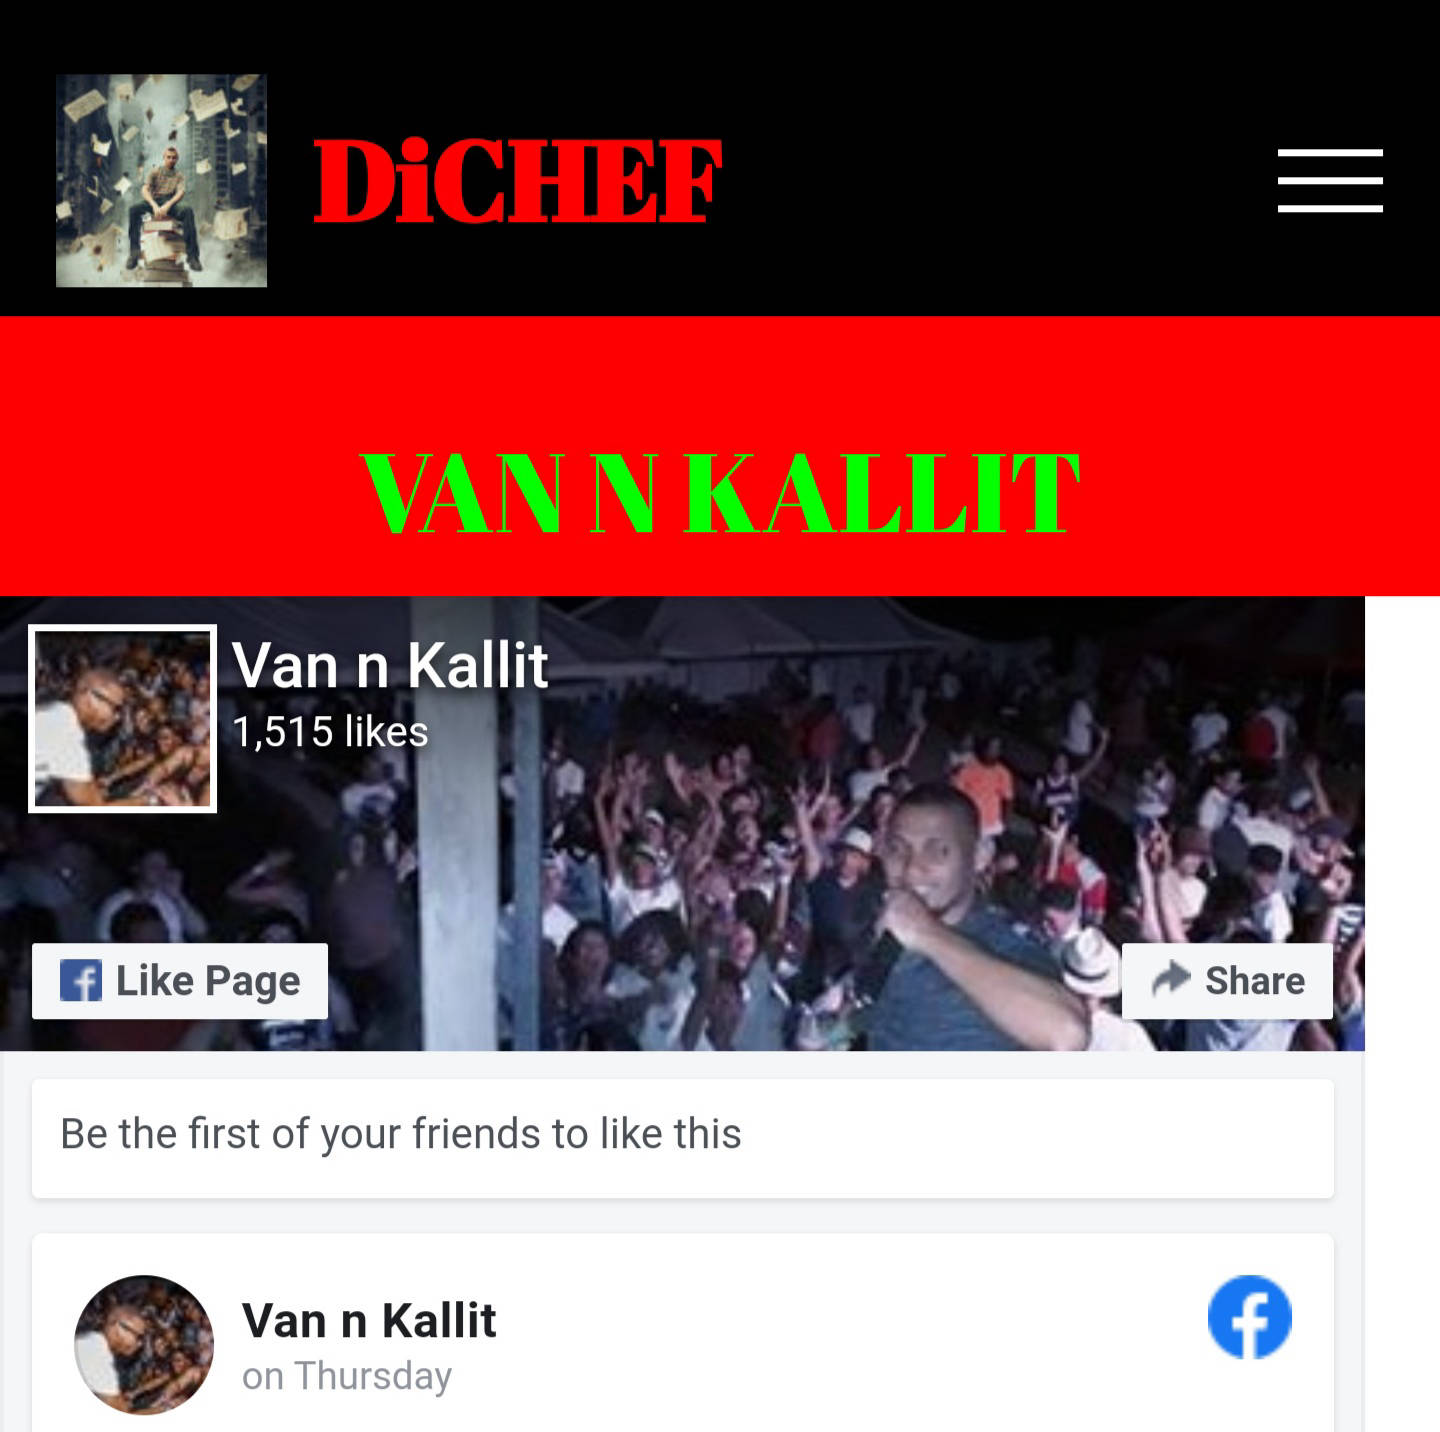 DiCHEF
VAN N KALLIT
Van n Kallit
1,515 likes
Like Page
Share
Be the first of your friends to like this
Van n Kallit
on Thursday